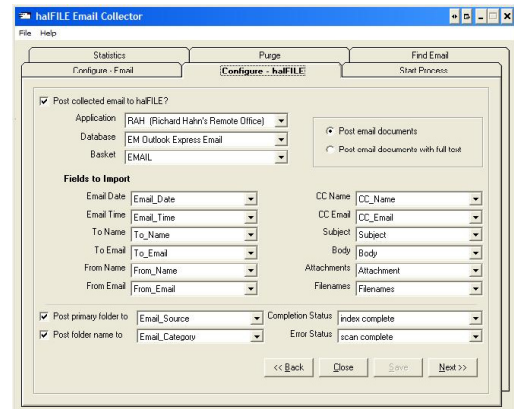 halFILE Email Collector
File Help
Statistics Purge Find Email
Configure - Email Configure - halFILE Start Process
Post collected email to halFILE?
Application RAH (Richard Hahn's Remote Office)
Database EM Outlook Express Email
Basket EMAIL
Post email documents
Post email documents with full text
Fields to Import
Email Date Email_Date CC Name CC_Name
Email Time Email_Time CC Email CC_Email
To Name To_Name Subject Subject
To Email To_Email Body Body
From Name From_Name Attachments Attachment
From Email From_Email Filenames Filenames
Post primary folder to Email_Source Completion Status index complete
Post folder name to Email_Category Error Status scan complete
<< Back Close Save Next >>